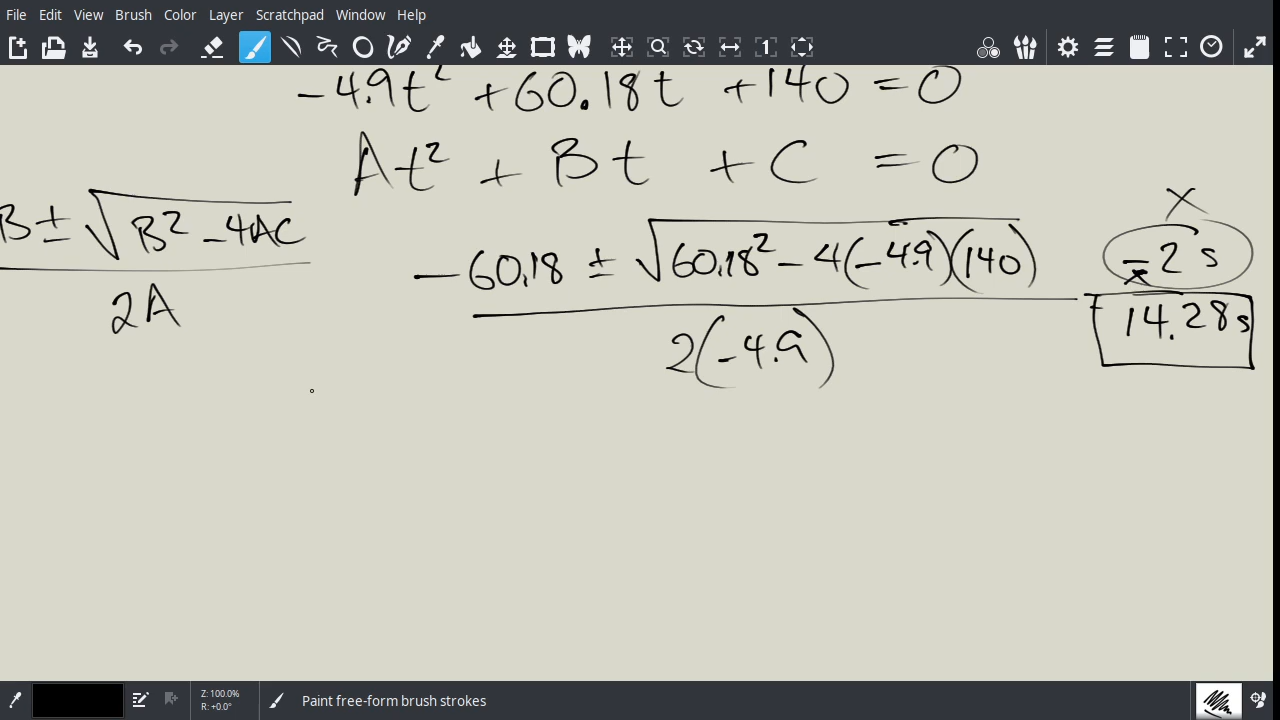 File Edit View Brush Color Layer Scratchpad Window Help
1
-4.9t² +60.18t +140 =0
At² + Bt +C =0
B±√B²-4AC
2A
-60.18 ± √60.18²-4(-4.9)(140)
2(-4.9)
x
-2 s
14.28s
Z: 100.0%
R: +0.0°
Paint free-form brush strokes